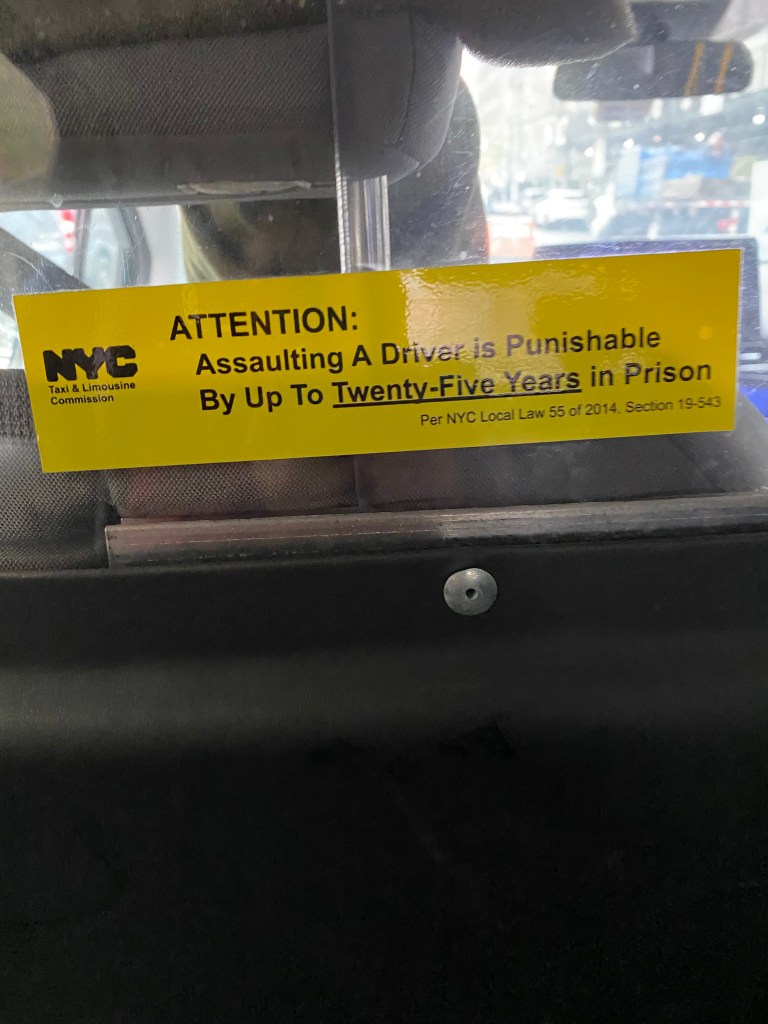 ATTENTION:
NYC
Taxi & Limousine
Commission
Assaulting A Driver is Punishable
By Up To Twenty-Five Years in Prison
Per NYC Local Law 55 of 2014, Section 19-543